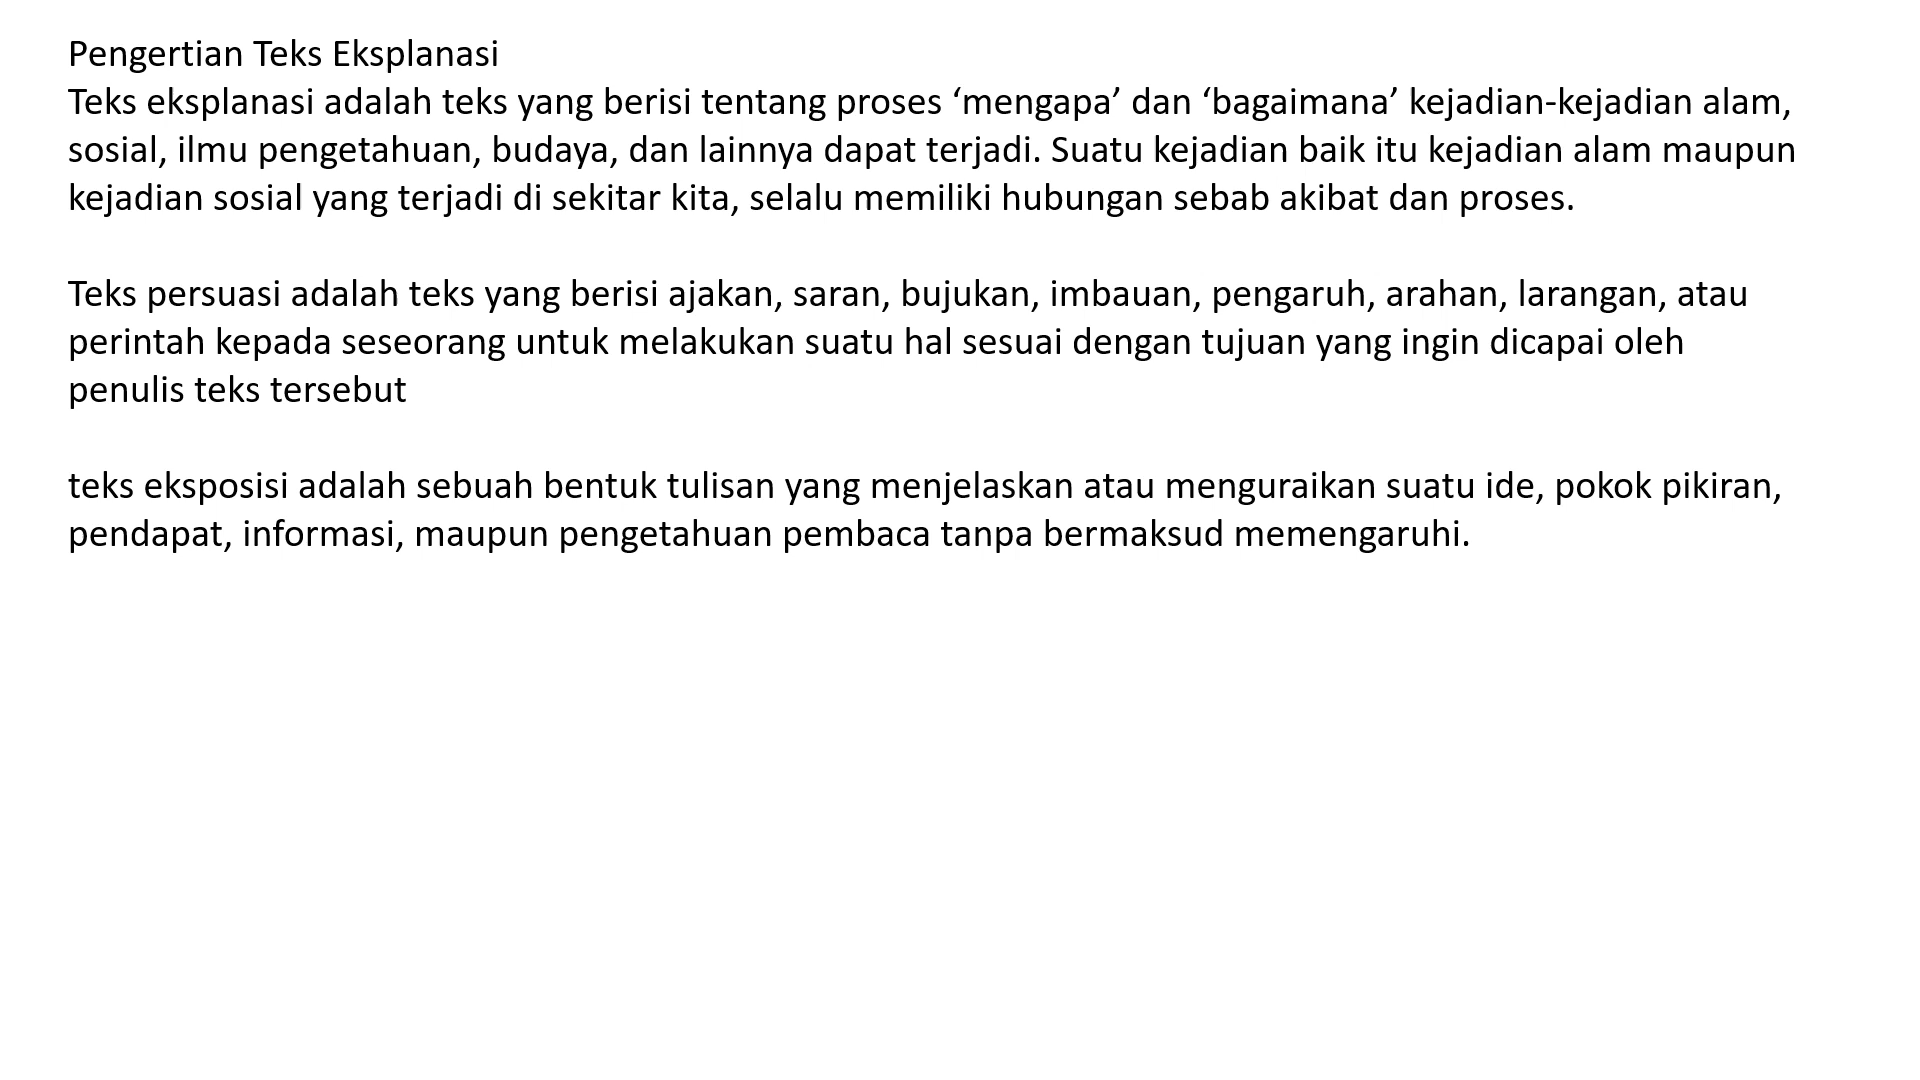 Pengertian Teks Eksplanasi
Teks eksplanasi adalah teks yang berisi tentang proses ‘mengapa’ dan ‘bagaimana’ kejadian-kejadian alam,
sosial, ilmu pengetahuan, budaya, dan lainnya dapat terjadi. Suatu kejadian baik itu kejadian alam maupun
kejadian sosial yang terjadi di sekitar kita, selalu memiliki hubungan sebab akibat dan proses.
Teks persuasi adalah teks yang berisi ajakan, saran, bujukan, imbauan, pengaruh, arahan, larangan, atau
perintah kepada seseorang untuk melakukan suatu hal sesuai dengan tujuan yang ingin dicapai oleh
penulis teks tersebut
teks eksposisi adalah sebuah bentuk tulisan yang menjelaskan atau menguraikan suatu ide, pokok pikiran,
pendapat, informasi, maupun pengetahuan pembaca tanpa bermaksud memengaruhi.